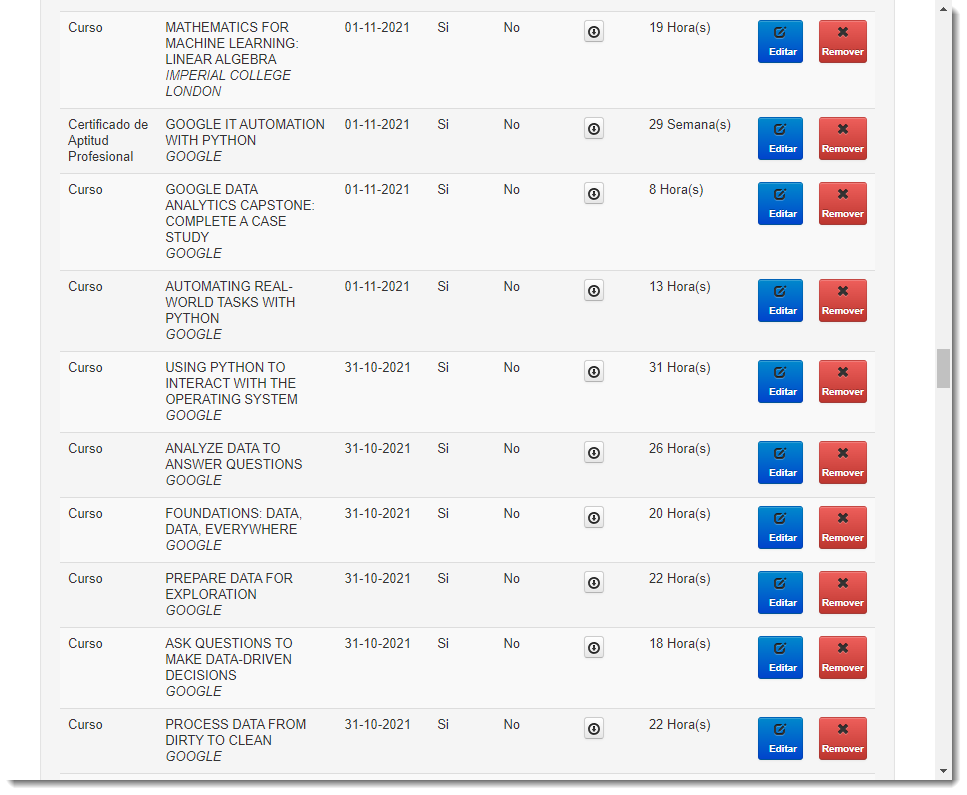 Curso MATHEMATICS FOR 01-11-2021 Si No 19 Hora(s)
MACHINE LEARNING:
LINEAR ALGEBRA
Editar Remover
IMPERIAL COLLEGE
LONDON
Certificado de GOOGLE IT AUTOMATION 01-11-2021 Si No 29 Semana(s)
Aptitud WITH PYTHON
Profesional GOOGLE
Editar Remover
Curso GOOGLE DATA 01-11-2021 Si No 8 Hora(s)
ANALYTICS CAPSTONE:
Editar Remover
COMPLETE A CASE
STUDY
GOOGLE
Curso AUTOMATING REAL- 01-11-2021 Si No 13 Hora(s)
WORLD TASKS WITH
Editar Remover
PYTHON
GOOGLE
Curso USING PYTHON TO 31-10-2021 Si No 31 Hora(s)
INTERACT WITH THE
Editar Remover
OPERATING SYSTEM
GOOGLE
Curso ANALYZE DATA TO 31-10-2021 Si No 26 Hora(s)
ANSWER QUESTIONS
Editar Remover
GOOGLE
Curso FOUNDATIONS: DATA, 31-10-2021 Si No 20 Hora(s)
DATA, EVERYWHERE
Editar Remover
GOOGLE
Curso PREPARE DATA FOR 31-10-2021 Si No 22 Hora(s)
EXPLORATION
Editar Remover
GOOGLE
Curso ASK QUESTIONS TO 31-10-2021 Si No 18 Hora(s)
MAKE DATA-DRIVEN
Editar Remover
DECISIONS
GOOGLE
Curso PROCESS DATA FROM 31-10-2021 Si No 22 Hora(s)
DIRTY TO CLEAN
Editar Remover
GOOGLE